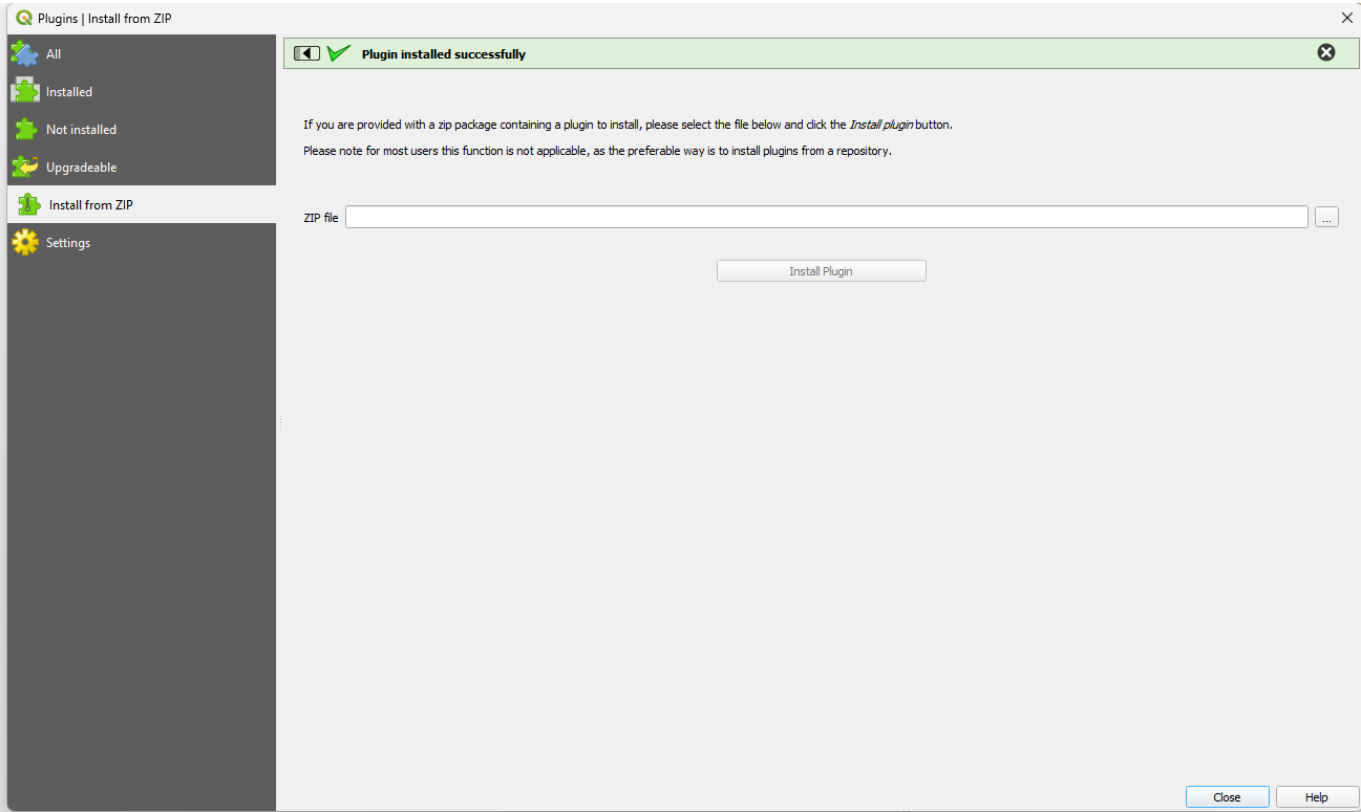 Plugins | Install from ZIP
All
Installed
Not installed
Upgradeable
Install from ZIP
Settings
Plugin installed successfully
If you are provided with a zip package containing a plugin to install, please select the file below and click the Install plugin button.
Please note for most users this function is not applicable, as the preferable way is to install plugins from a repository.
ZIP file
...
Install Plugin
Close
Help